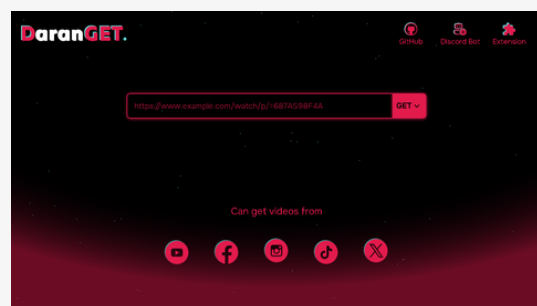 DaranGET.
GitHub
Discord Bot
Extension
https://www.example.com/watch/p/=687A598F4A
GET
Can get videos from